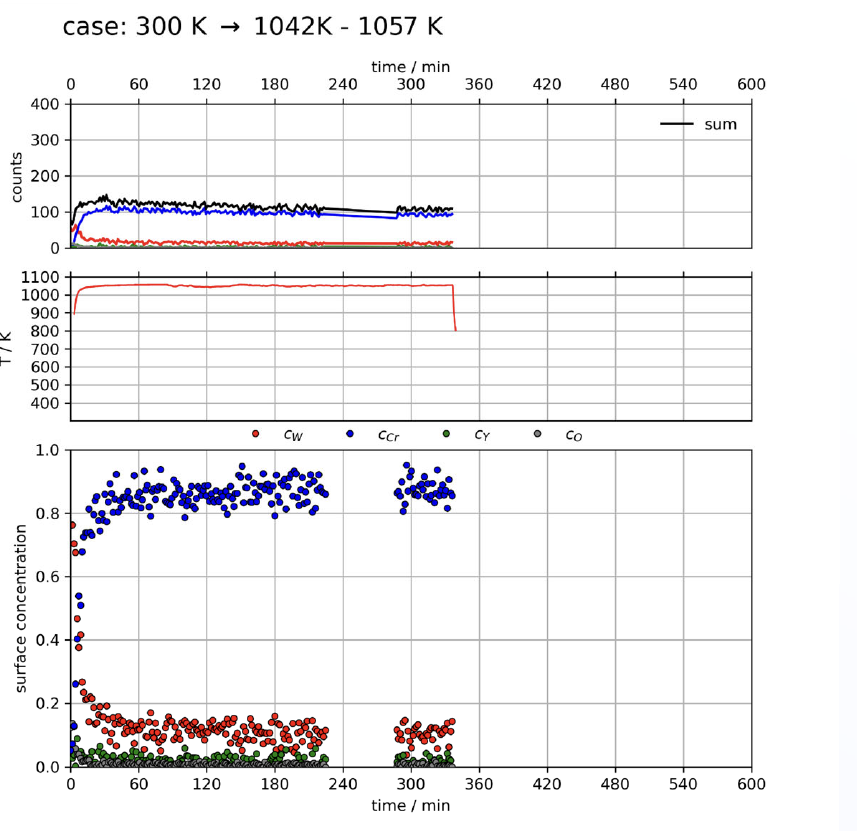 case: 300 K → 1042K - 1057 K
time / min
0 60 120 180 240 300 360 420 480 540 600
400
300
200
100
0
counts
sum
1100
1000
900
800
700
600
500
400
T / K
c_W c_Cr c_Y c_O
1.0
0.8
0.6
0.4
0.2
0.0
surface concentration
0 60 120 180 240 300 360 420 480 540 600
time / min